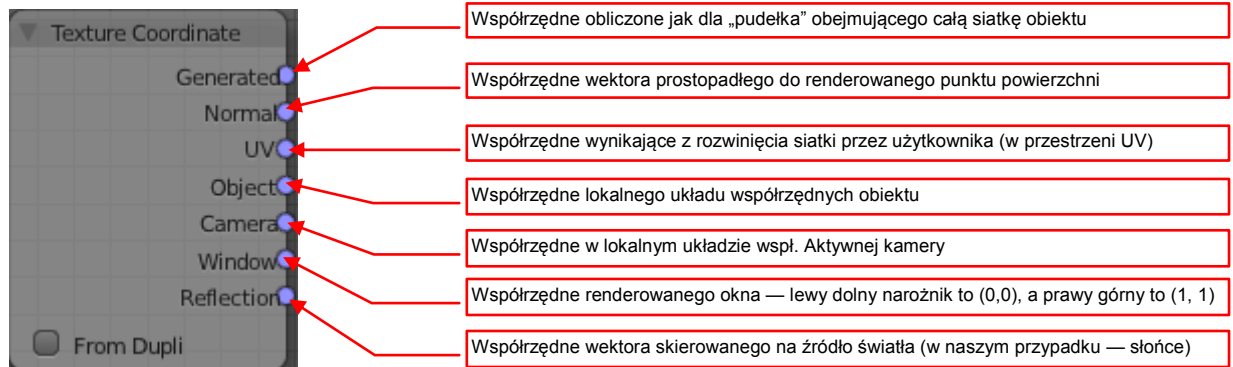 Texture Coordinate
Generated
Normal
UV
Object
Camera
Window
Reflection
From Dupli
Współrzędne obliczone jak dla „pudełka” obejmującego całą siatkę obiektu
Współrzędne wektora prostopadłego do renderowanego punktu powierzchni
Współrzędne wynikające z rozwinięcia siatki przez użytkownika (w przestrzeni UV)
Współrzędne lokalnego układu współrzędnych obiektu
Współrzędne w lokalnym układzie wspł. Aktywnej kamery
Współrzędne renderowanego okna — lewy dolny narożnik to (0,0), a prawy górny to (1, 1)
Współrzędne wektora skierowanego na źródło światła (w naszym przypadku — słońce)